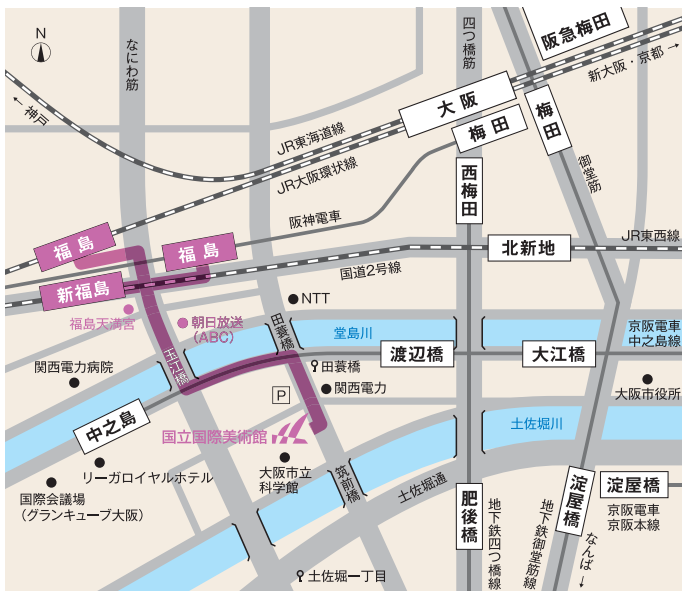 N
なにわ筋
四つ橋筋
阪急梅田
新大阪・京都→
←神戸
大阪
梅田
梅田
JR東海道線
JR大阪環状線
御堂筋
西梅田
阪神電車
福島
福島
北新地
JR東西線
新福島
国道2号線
NTT
福島天満宮
朝日放送
(ABC)
田蓑橋
堂島川
京阪電車
中之島線
玉江橋
渡辺橋
大江橋
関西電力病院
田蓑橋
P
関西電力
大阪市役所
中之島
国立国際美術館
土佐堀川
リーガロイヤルホテル
大阪市立
科学館
国際会議場
(グランキューブ大阪)
筑前橋
土佐堀通
肥後橋
地下鉄四つ橋線
淀屋橋
地下鉄御堂筋線
なんば→
淀屋橋
京阪電車
京阪本線
土佐堀一丁目